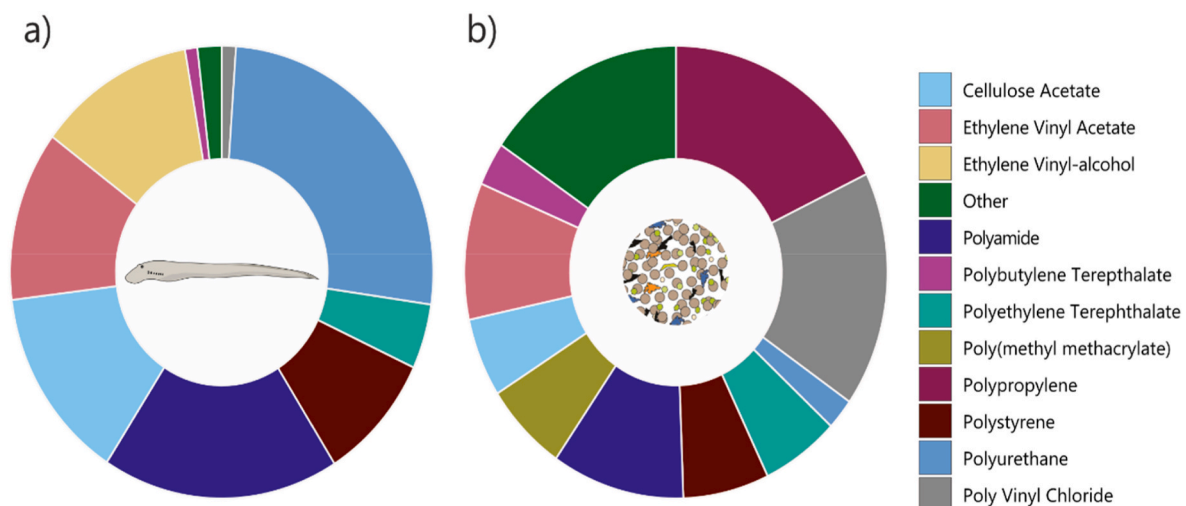 a)
b)
Cellulose Acetate
Ethylene Vinyl Acetate
Ethylene Vinyl-alcohol
Other
Polyamide
Polybutylene Terepthalate
Polyethylene Terephthalate
Poly(methyl methacrylate)
Polypropylene
Polystyrene
Polyurethane
Poly Vinyl Chloride